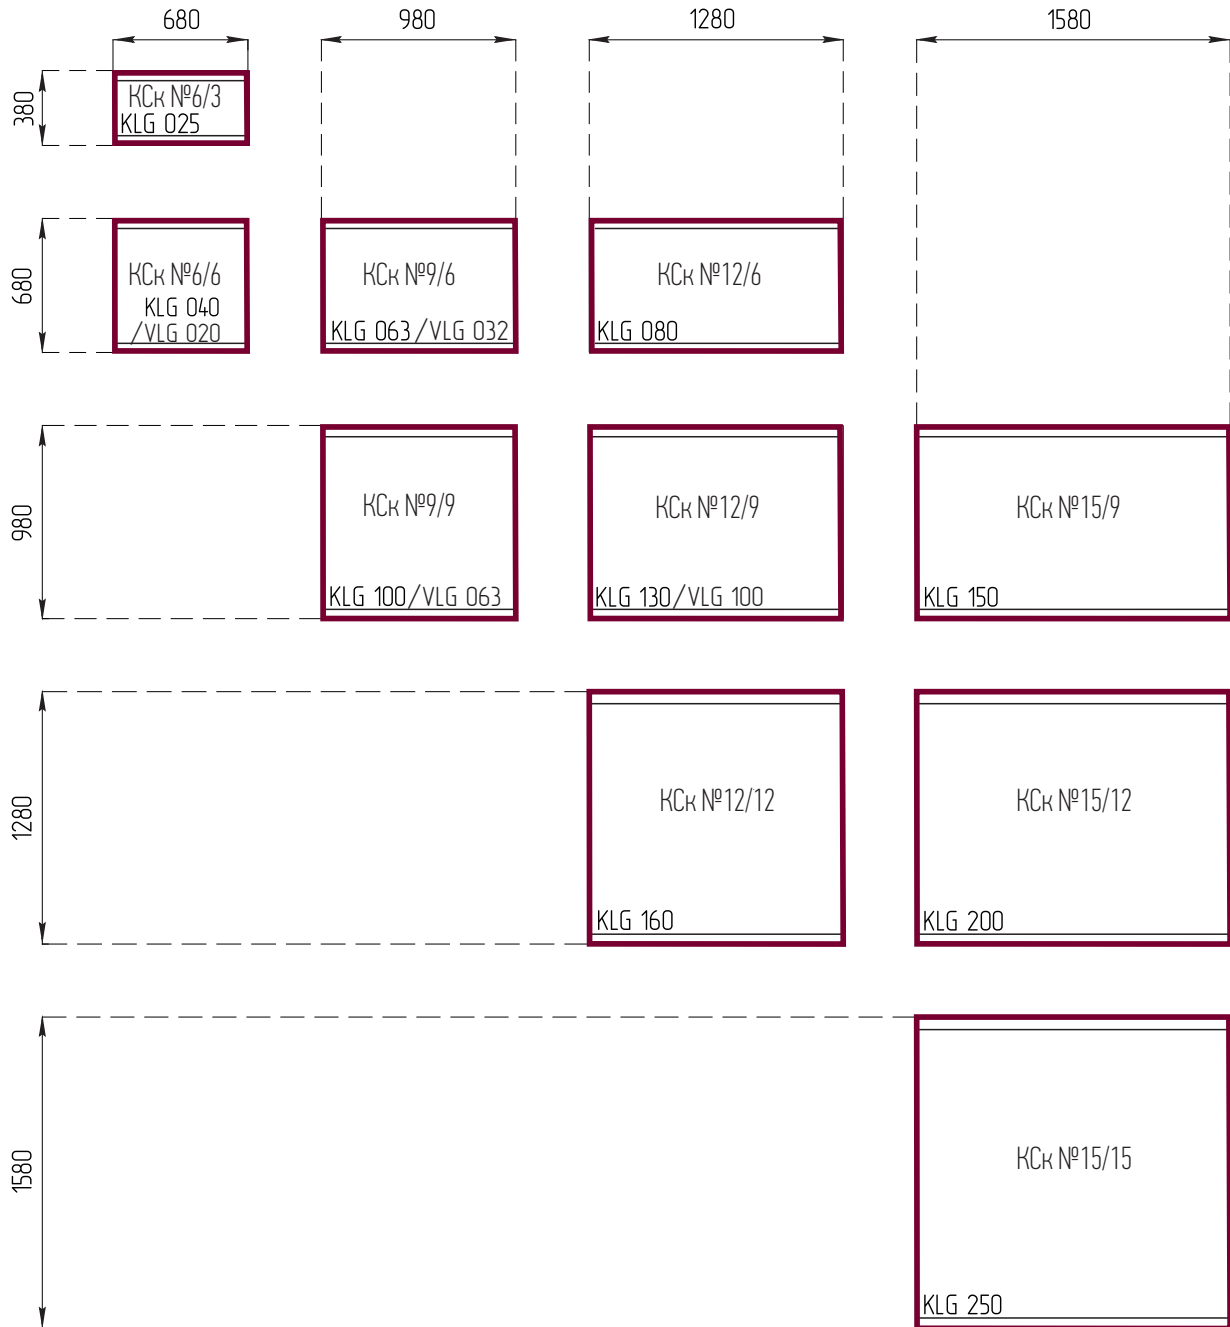 680
980
1280
1580
380
КСк №6/3
KLG 025
680
КСк №6/6
KLG 040
/VLG 020
КСк №9/6
KLG 063/VLG 032
КСк №12/6
KLG 080
980
КСк №9/9
KLG 100/VLG 063
КСк №12/9
KLG 130/VLG 100
КСк №15/9
KLG 150
1280
КСк №12/12
KLG 160
КСк №15/12
KLG 200
1580
КСк №15/15
KLG 250